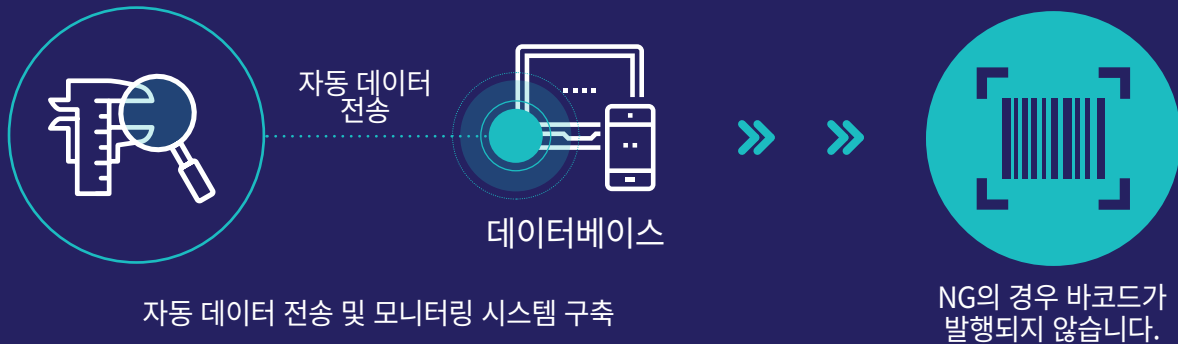 자동 데이터
전송
데이터베이스
자동 데이터 전송 및 모니터링 시스템 구축
NG의 경우 바코드가
발행되지 않습니다.